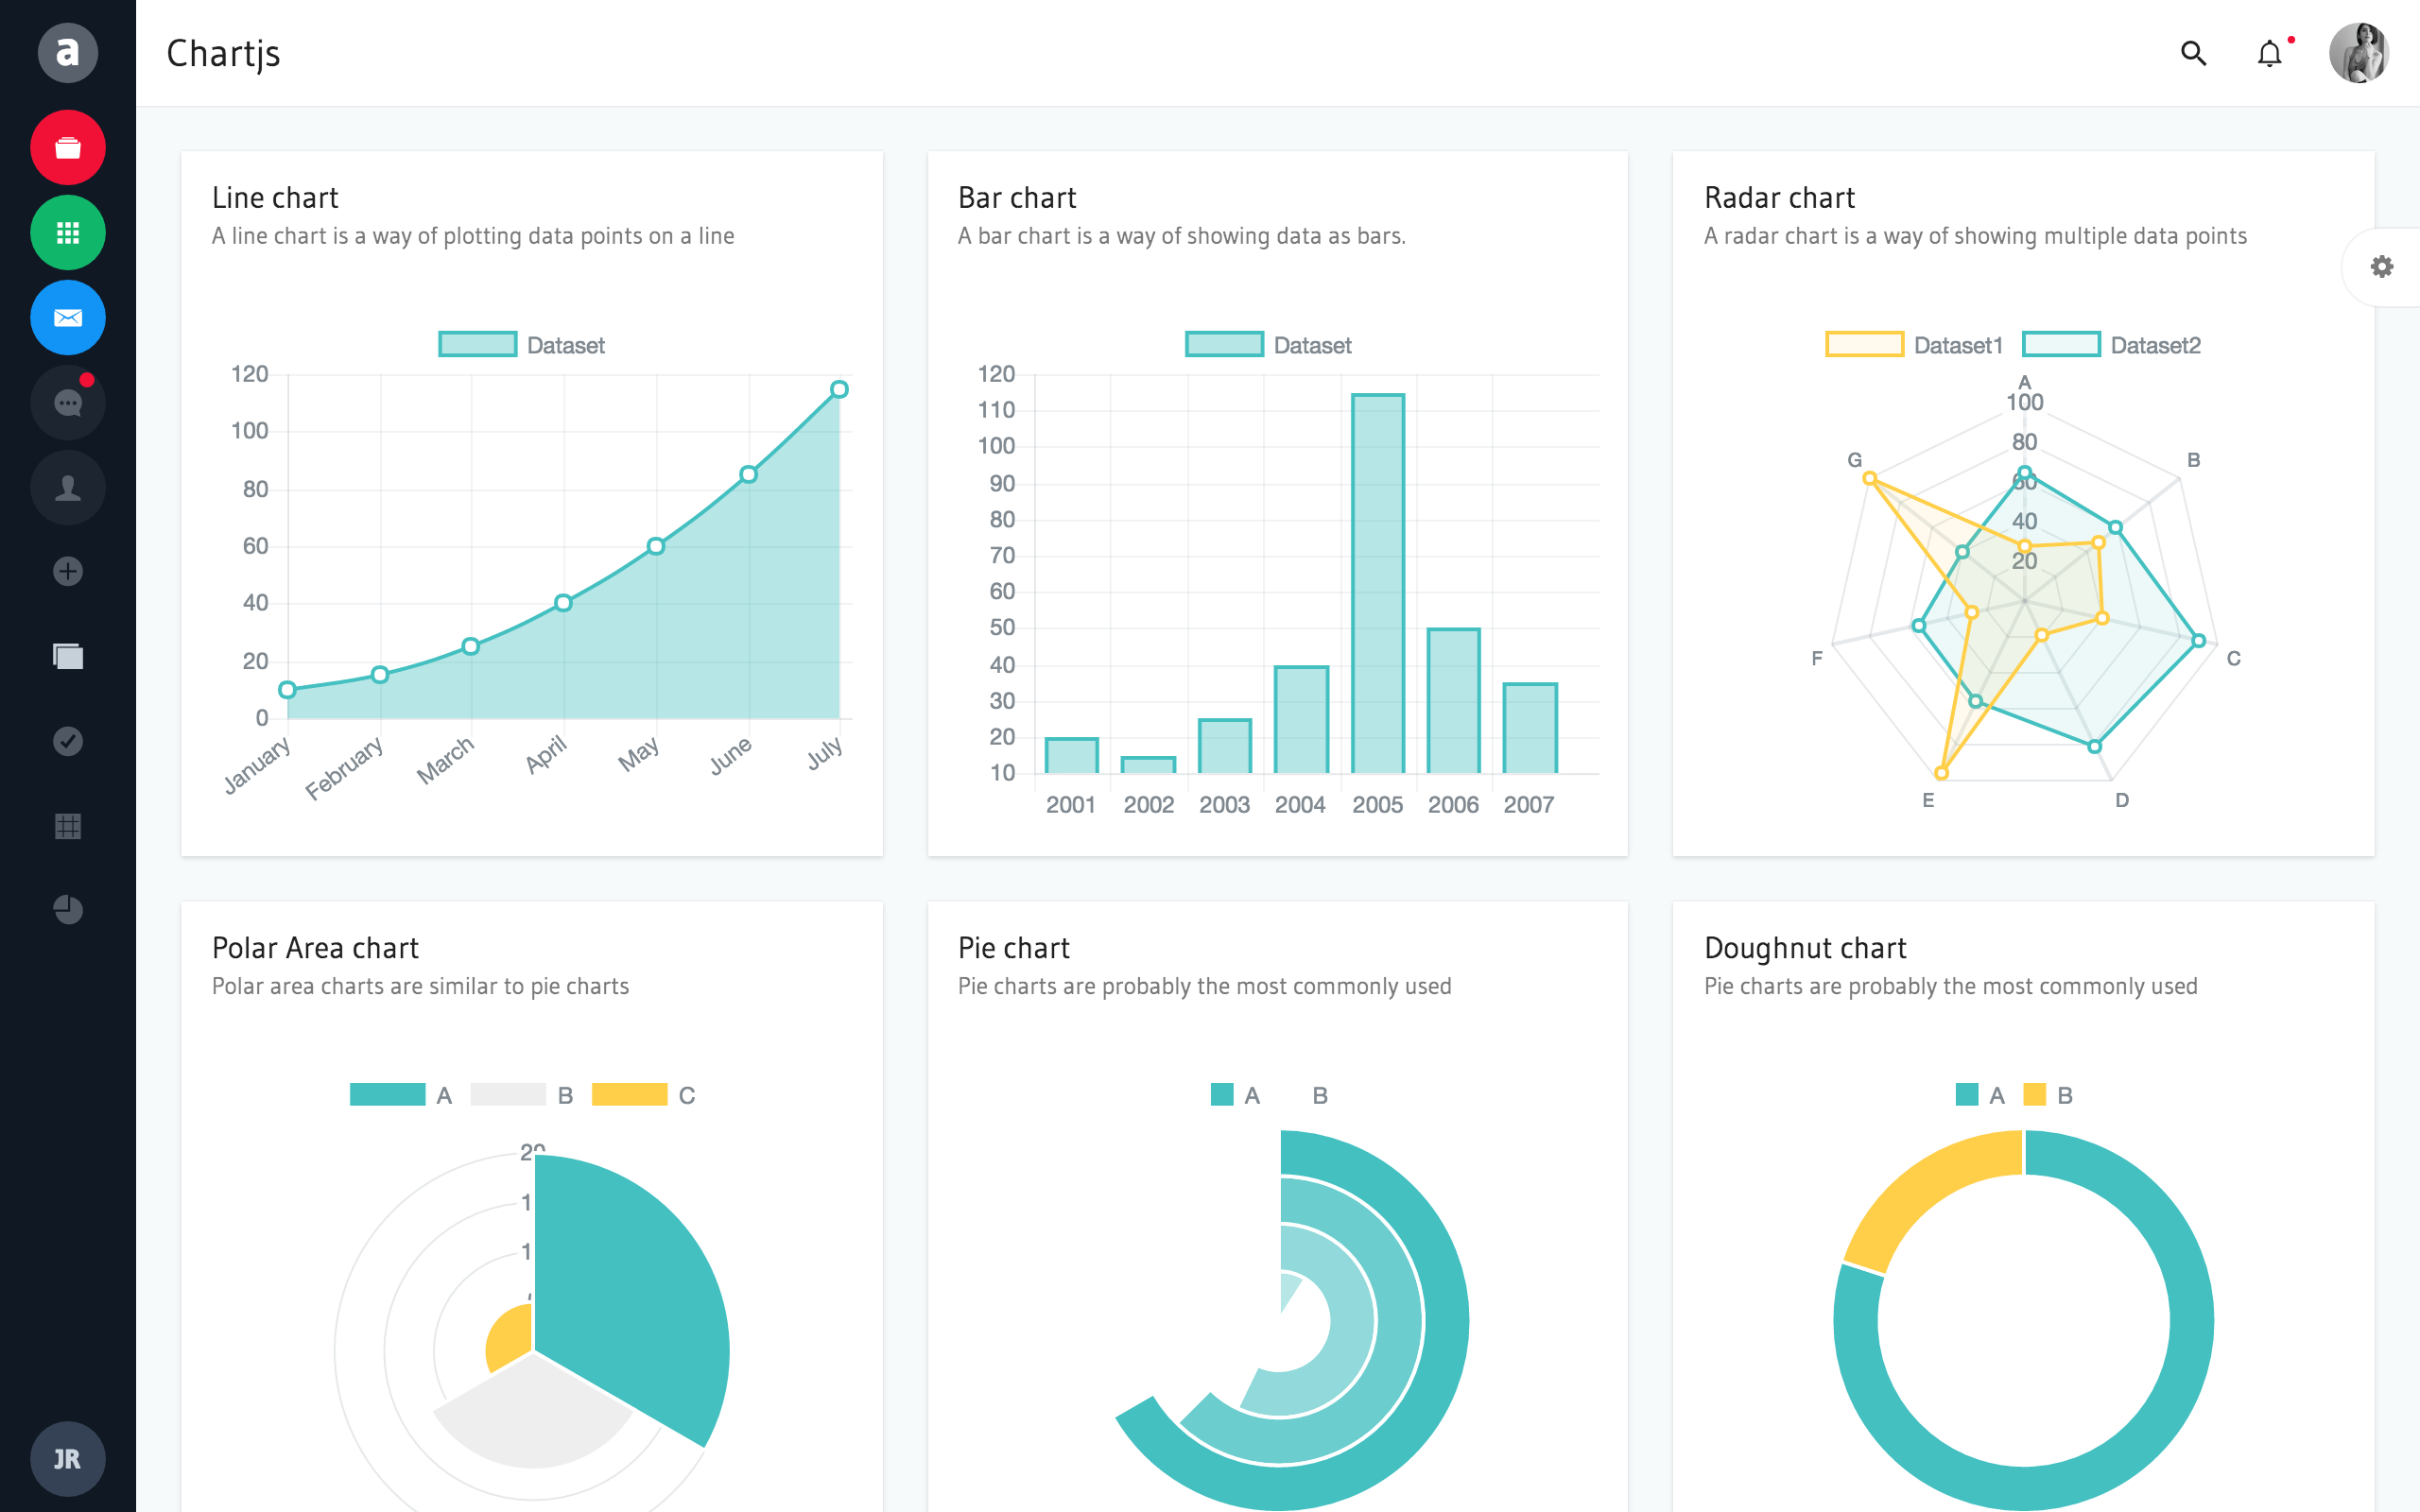 a
Chartjs
Line chart
A line chart is a way of plotting data points on a line
Dataset
120
100
80
60
40
20
0
January
February
March
April
May
June
July
Bar chart
A bar chart is a way of showing data as bars.
Dataset
120
110
100
90
80
70
60
50
40
30
20
10
2001 2002 2003 2004 2005 2006 2007
Radar chart
A radar chart is a way of showing multiple data points
Dataset1 Dataset2
A
100
80
60
40
20
B
C
D
E
F
G
Polar Area chart
Polar area charts are similar to pie charts
A B C
20
1
1
Pie chart
Pie charts are probably the most commonly used
A B
Doughnut chart
Pie charts are probably the most commonly used
A B
JR